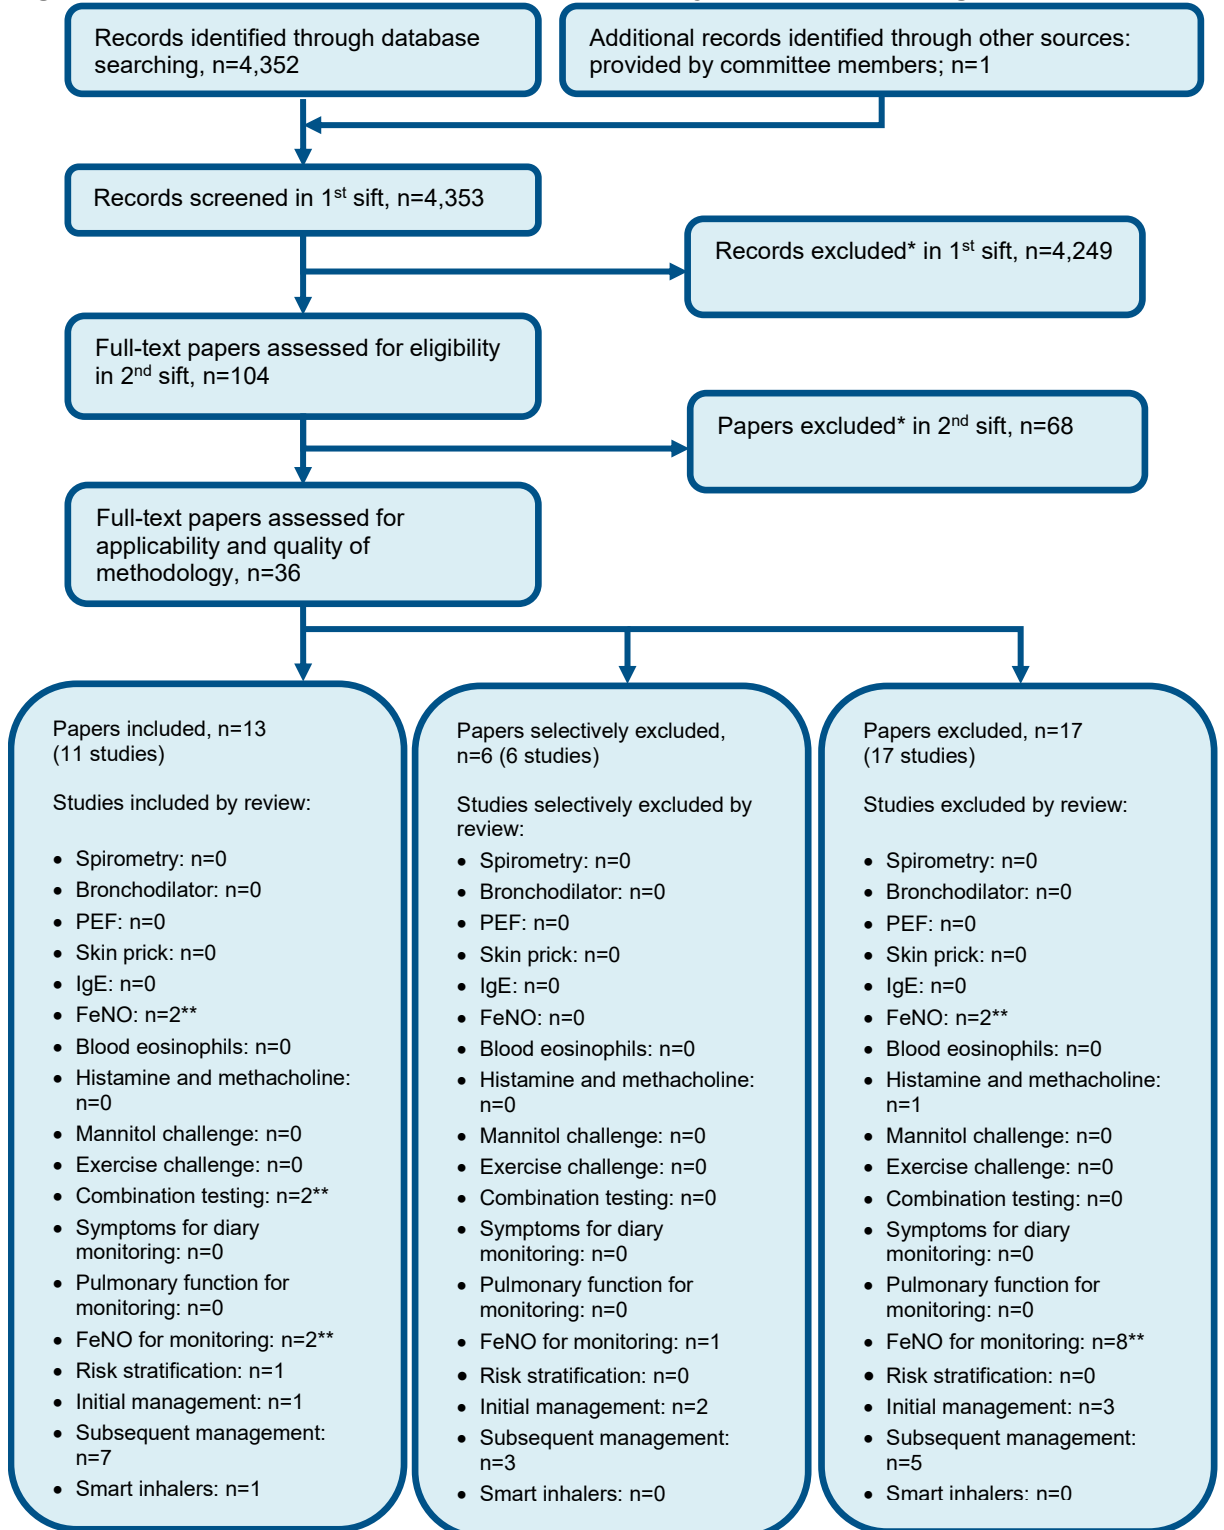 Records identified through database
searching, n=4,352
Additional records identified through other sources:
provided by committee members; n=1
Records screened in 1st sift, n=4,353
Records excluded* in 1st sift, n=4,249
Full-text papers assessed for eligibility
in 2nd sift, n=104
Papers excluded* in 2nd sift, n=68
Full-text papers assessed for
applicability and quality of
methodology, n=36
Papers included, n=13
(11 studies)
Studies included by review:
• Spirometry: n=0
• Bronchodilator: n=0
• PEF: n=0
• Skin prick: n=0
• IgE: n=0
• FeNO: n=2**
• Blood eosinophils: n=0
• Histamine and methacholine:
n=0
• Mannitol challenge: n=0
• Exercise challenge: n=0
• Combination testing: n=2**
• Symptoms for diary
monitoring: n=0
• Pulmonary function for
monitoring: n=0
• FeNO for monitoring: n=2**
• Risk stratification: n=1
• Initial management: n=1
• Subsequent management:
n=7
• Smart inhalers: n=1
Papers selectively excluded,
n=6 (6 studies)
Studies selectively excluded by
review:
• Spirometry: n=0
• Bronchodilator: n=0
• PEF: n=0
• Skin prick: n=0
• IgE: n=0
• FeNO: n=0
• Blood eosinophils: n=0
• Histamine and methacholine:
n=0
• Mannitol challenge: n=0
• Exercise challenge: n=0
• Combination testing: n=0
• Symptoms for diary
monitoring: n=0
• Pulmonary function for
monitoring: n=0
• FeNO for monitoring: n=1
• Risk stratification: n=0
• Initial management: n=2
• Subsequent management:
n=3
• Smart inhalers: n=0
Papers excluded, n=17
(17 studies)
Studies excluded by review:
• Spirometry: n=0
• Bronchodilator: n=0
• PEF: n=0
• Skin prick: n=0
• IgE: n=0
• FeNO: n=2**
• Blood eosinophils: n=0
• Histamine and methacholine:
n=1
• Mannitol challenge: n=0
• Exercise challenge: n=0
• Combination testing: n=0
• Symptoms for diary
monitoring: n=0
• Pulmonary function for
monitoring: n=0
• FeNO for monitoring: n=8**
• Risk stratification: n=0
• Initial management: n=3
• Subsequent management:
n=5
• Smart inhalers: n=0